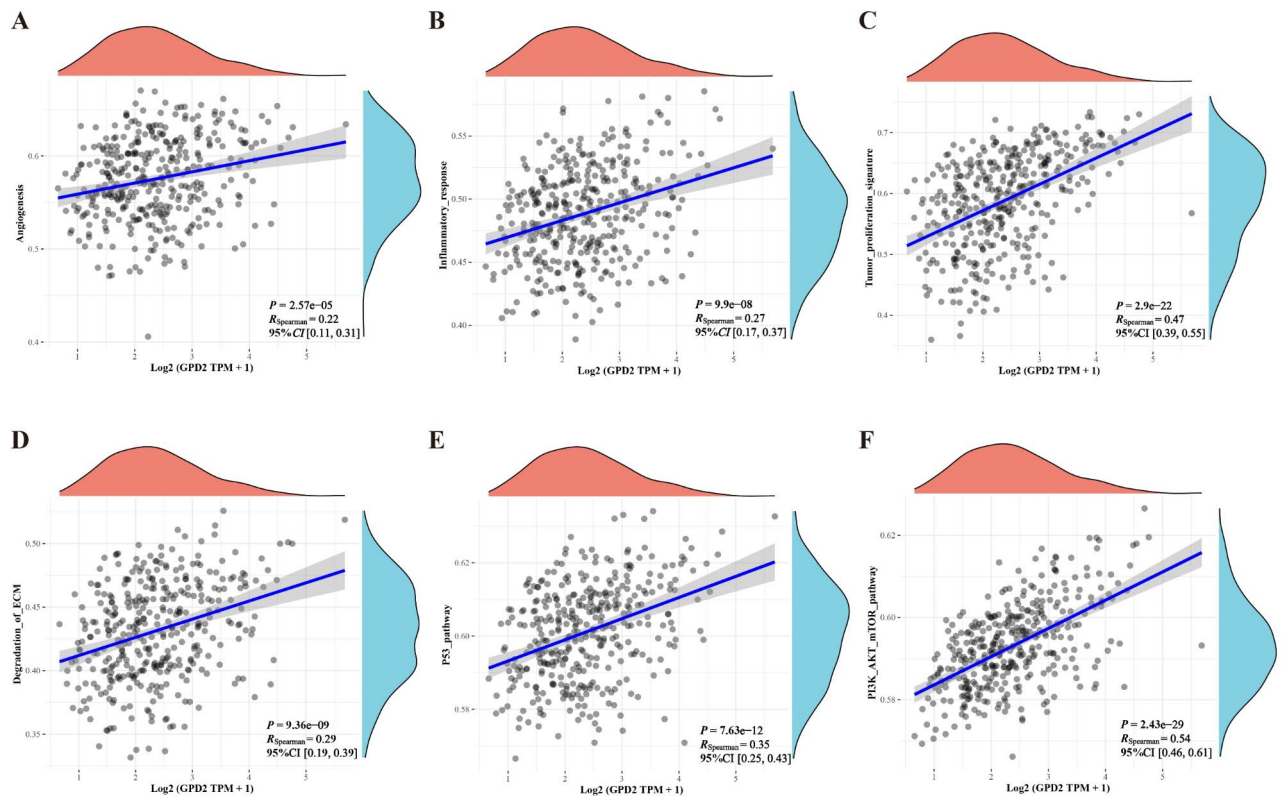 A
B
C
Angiogenesis
0.6
0.5
0.4
P = 2.57e−05
RSpearman = 0.22
95%CI [0.11, 0.31]
1 2 3 4 5
Log2 (GPD2 TPM + 1)
Inflammatory_response
0.55
0.50
0.45
0.40
P = 9.9e−08
RSpearman = 0.27
95%CI [0.17, 0.37]
1 2 3 4 5
Log2 (GPD2 TPM + 1)
Tumor_proliferation_signature
0.7
0.6
0.5
0.4
P = 2.9e−22
RSpearman = 0.47
95%CI [0.39, 0.55]
1 2 3 4 5
Log2 (GPD2 TPM + 1)
D
E
F
Degradation_of_ECM
0.50
0.45
0.40
0.35
P = 9.36e−09
RSpearman = 0.29
95%CI [0.19, 0.39]
1 2 3 4 5
Log2 (GPD2 TPM + 1)
P53_pathway
0.62
0.60
0.58
P = 7.63e−12
RSpearman = 0.35
95%CI [0.25, 0.43]
1 2 3 4 5
Log2 (GPD2 TPM + 1)
PI3K_AKT_mTOR_pathway
0.62
0.60
0.58
P = 2.43e−29
RSpearman = 0.54
95%CI [0.46, 0.61]
1 2 3 4 5
Log2 (GPD2 TPM + 1)